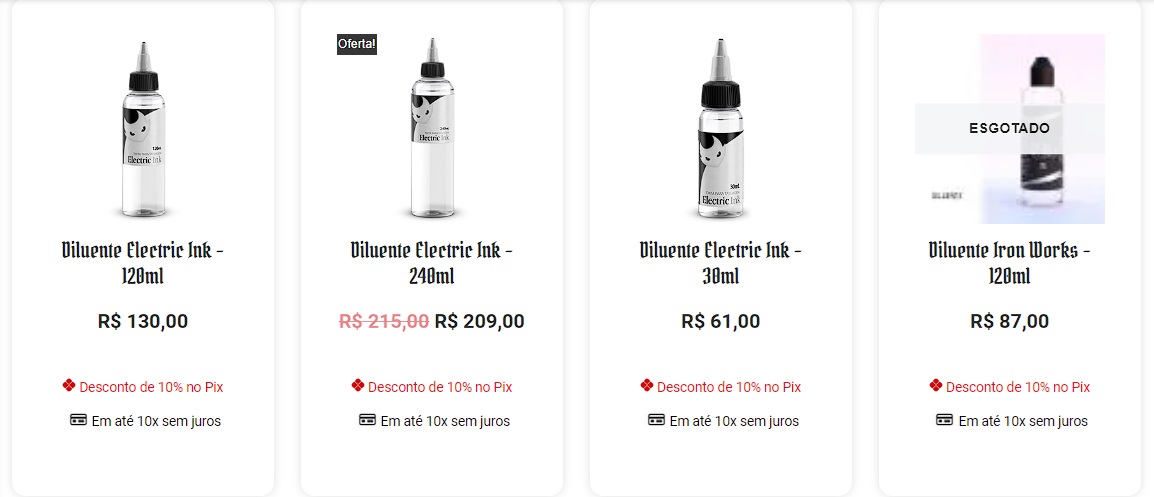 120ml
Electric Ink
Diluente Electric Ink –
120ml
R$ 130,00
Desconto de 10% no Pix
Em até 10x sem juros
Oferta!
240ml
Electric Ink
Diluente Electric Ink –
240ml
R$ 215,00 R$ 209,00
Desconto de 10% no Pix
Em até 10x sem juros
30ml
Electric Ink
Diluente Electric Ink –
30ml
R$ 61,00
Desconto de 10% no Pix
Em até 10x sem juros
ESGOTADO
DILUENTE
Diluente Iron Works –
120ml
R$ 87,00
Desconto de 10% no Pix
Em até 10x sem juros